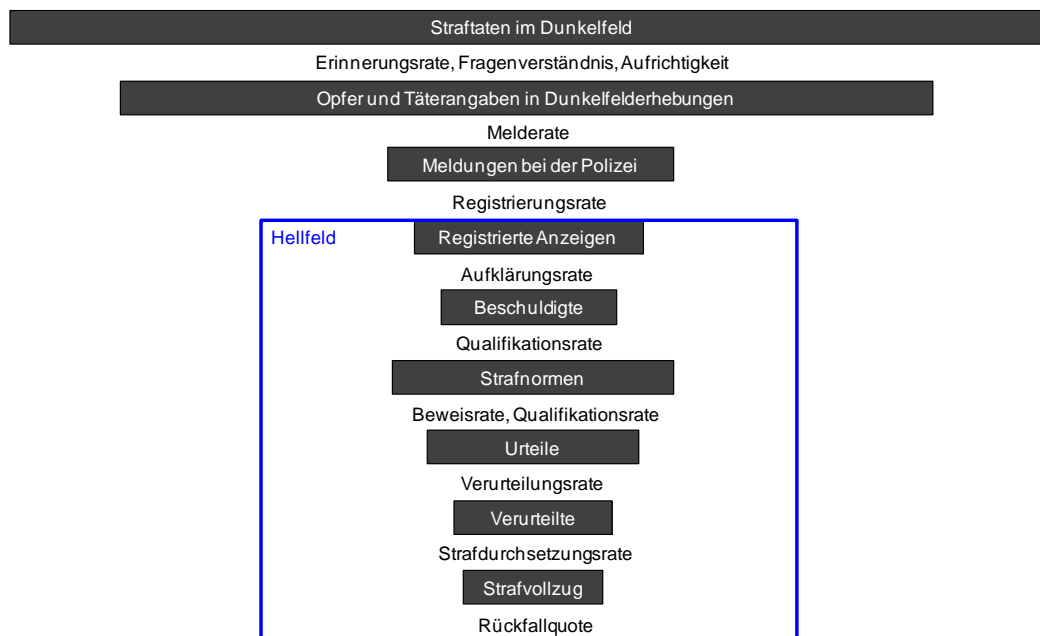 Straftaten im Dunkelfeld
Erinnerungsrate, Fragenverständnis, Aufrichtigkeit
Opfer und Täterangaben in Dunkelfelderhebungen
Melderate
Meldungen bei der Polizei
Registrierungsrate
Hellfeld
Registrierte Anzeigen
Aufklärungsrate
Beschuldigte
Qualifikationsrate
Strafnormen
Beweisrate, Qualifikationsrate
Urteile
Verurteilungsrate
Verurteilte
Strafdurchsetzungsrate
Strafvollzug
Rückfallquote